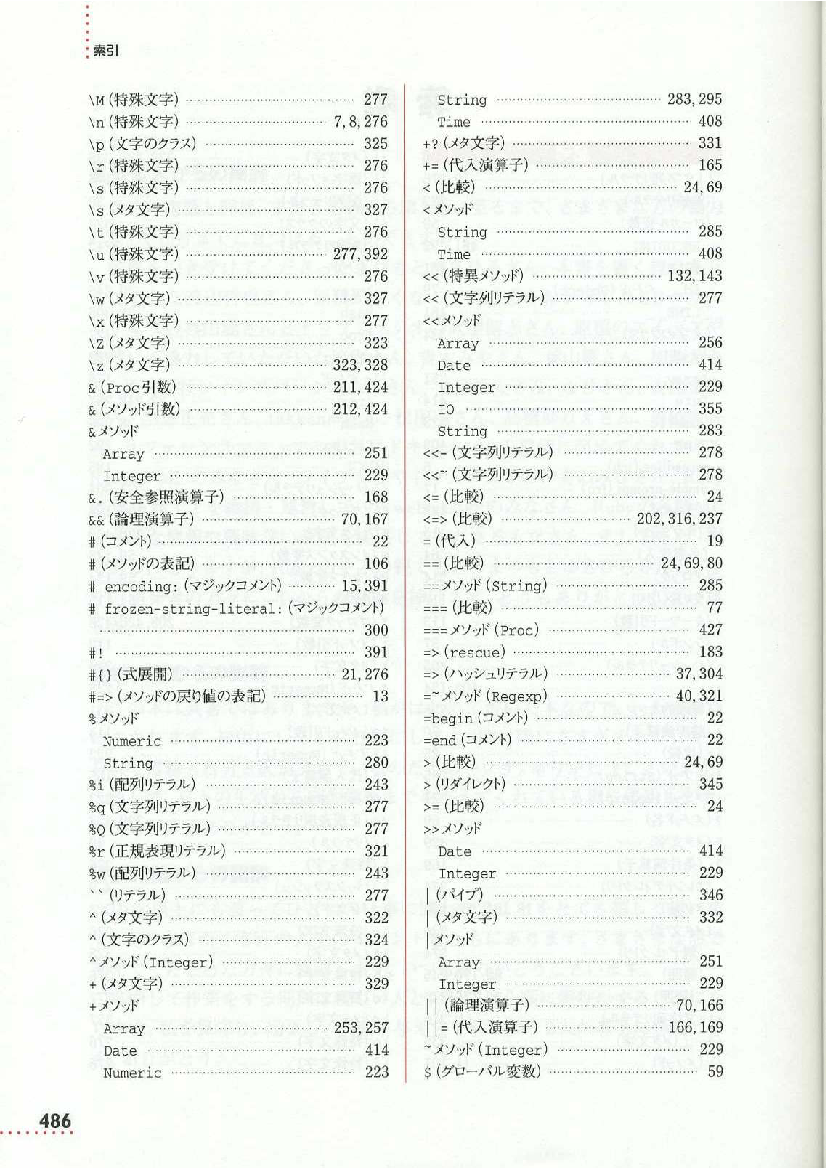 索引
\M (特殊文字) 277
\n (特殊文字) 7, 8, 276
\p (文字のクラス) 325
\r (特殊文字) 276
\s (特殊文字) 276
\s (メタ文字) 327
\t (特殊文字) 276
\u (特殊文字) 277, 392
\v (特殊文字) 276
\w (メタ文字) 327
\x (特殊文字) 277
\Z (メタ文字) 323
\z (メタ文字) 323, 328
& (Proc引数) 211, 424
& (メソッド引数) 212, 424
&メソッド
Array 251
Integer 229
&. (安全参照演算子) 168
&& (論理演算子) 70, 167
# (コメント) 22
# (メソッドの表記) 106
# encoding: (マジックコメント) 15, 391
# frozen-string-literal: (マジックコメント)
300
#! 391
#{} (式展開) 21, 276
#=> (メソッドの戻り値の表記) 13
%メソッド
Numeric 223
String 280
%i (配列リテラル) 243
%q (文字列リテラル) 277
%Q (文字列リテラル) 277
%r (正規表現リテラル) 321
%w (配列リテラル) 243
`` (リテラル) 277
^ (メタ文字) 322
^ (文字のクラス) 324
^メソッド (Integer) 229
+ (メタ文字) 329
+メソッド
Array 253, 257
Date 414
Numeric 223
String 283, 295
Time 408
+? (メタ文字) 331
+= (代入演算子) 165
< (比較) 24, 69
<メソッド
String 285
Time 408
<< (特異メソッド) 132, 143
<< (文字列リテラル) 277
<<メソッド
Array 256
Date 414
Integer 229
IO 355
String 283
<<- (文字列リテラル) 278
<<~ (文字列リテラル) 278
<= (比較) 24
<=> (比較) 202, 316, 237
= (代入) 19
== (比較) 24, 69, 80
==メソッド (String) 285
=== (比較) 77
===メソッド (Proc) 427
=> (rescue) 183
=> (ハッシュリテラル) 37, 304
=~メソッド (Regexp) 40, 321
=begin (コメント) 22
=end (コメント) 22
> (比較) 24, 69
> (リダイレクト) 345
>= (比較) 24
>>メソッド
Date 414
Integer 229
| (パイプ) 346
| (メタ文字) 332
|メソッド
Array 251
Integer 229
|| (論理演算子) 70, 166
||= (代入演算子) 166, 169
~メソッド (Integer) 229
$ (グローバル変数) 59
486